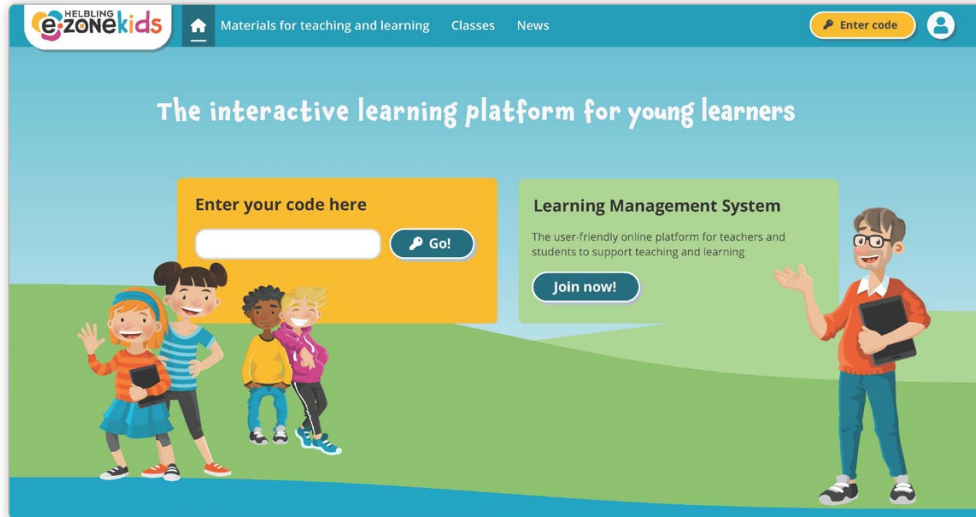 HELBLING
e·zonekids
Materials for teaching and learning
Classes
News
Enter code
The interactive learning platform for young learners
Enter your code here
Go!
Learning Management System
The user-friendly online platform for teachers and
students to support teaching and learning
Join now!